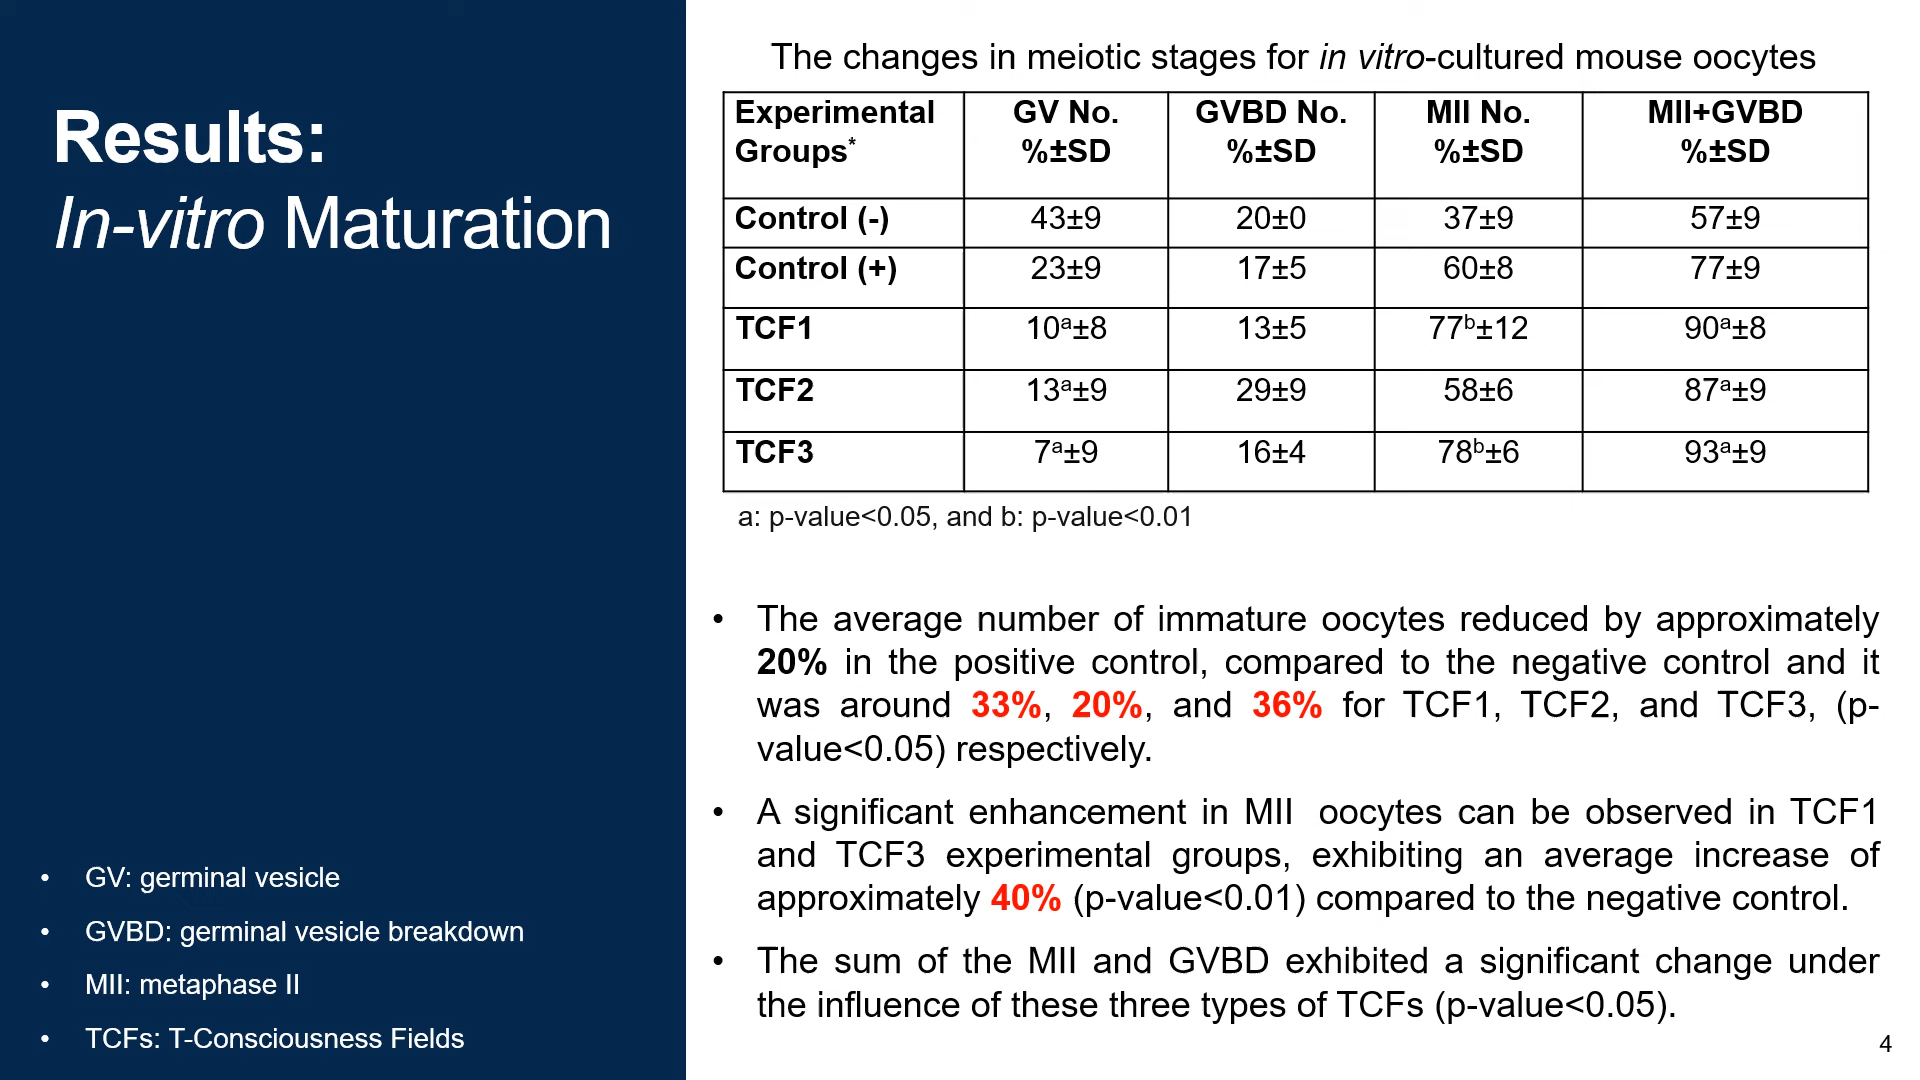 Results:
In-vitro Maturation
• GV: germinal vesicle
• GVBD: germinal vesicle breakdown
• MII: metaphase II
• TCFs: T-Consciousness Fields
The changes in meiotic stages for in vitro-cultured mouse oocytes
Experimental Groups* GV No. %±SD GVBD No. %±SD MII No. %±SD MII+GVBD %±SD
Control (-) 43±9 20±0 37±9 57±9
Control (+) 23±9 17±5 60±8 77±9
TCF1 10ᵃ±8 13±5 77ᵇ±12 90ᵃ±8
TCF2 13ᵃ±9 29±9 58±6 87ᵃ±9
TCF3 7ᵃ±9 16±4 78ᵇ±6 93ᵃ±9
a: p-value<0.05, and b: p-value<0.01
• The average number of immature oocytes reduced by approximately
20% in the positive control, compared to the negative control and it
was around 33%, 20%, and 36% for TCF1, TCF2, and TCF3, (p-
value<0.05) respectively.
• A significant enhancement in MII oocytes can be observed in TCF1
and TCF3 experimental groups, exhibiting an average increase of
approximately 40% (p-value<0.01) compared to the negative control.
• The sum of the MII and GVBD exhibited a significant change under
the influence of these three types of TCFs (p-value<0.05).
4